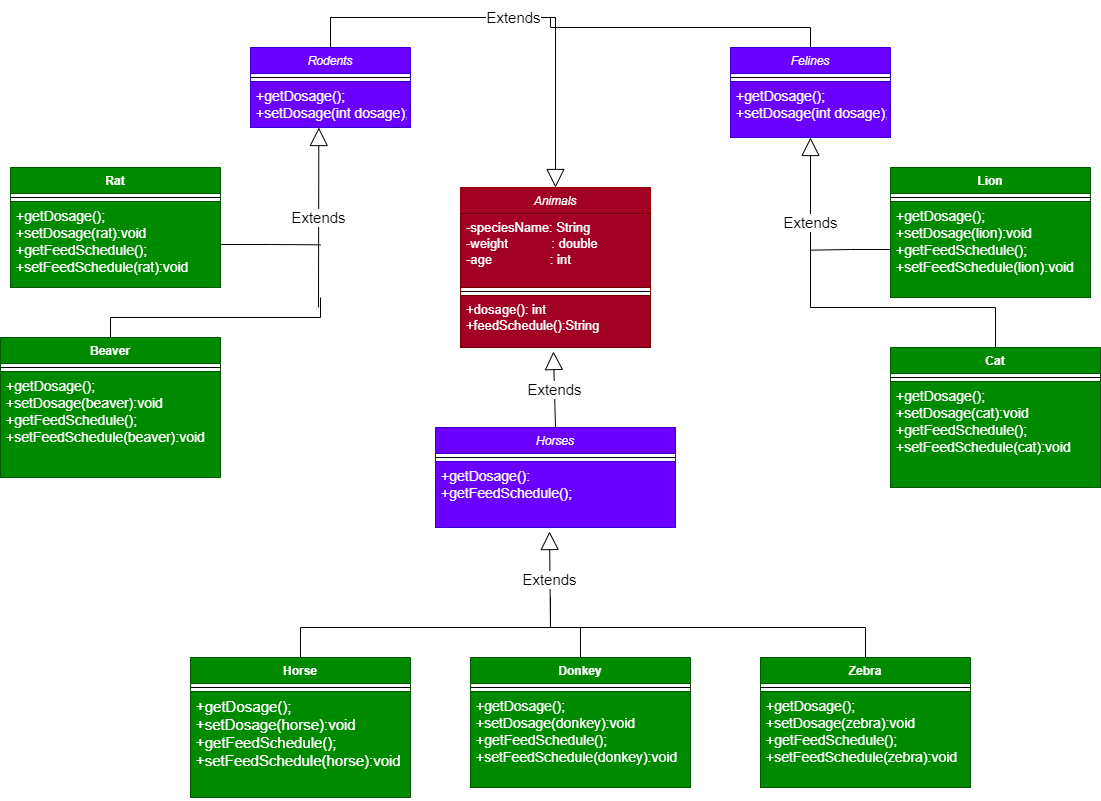 Extends
Rodents
+getDosage();
+setDosage(int dosage);
Felines
+getDosage();
+setDosage(int dosage);
Rat
+getDosage();
+setDosage(rat):void
+getFeedSchedule();
+setFeedSchedule(rat):void
Extends
Animals
-speciesName: String
-weight : double
-age : int
+dosage(): int
+feedSchedule():String
Extends
Lion
+getDosage();
+setDosage(lion):void
+getFeedSchedule();
+setFeedSchedule(lion):void
Beaver
+getDosage();
+setDosage(beaver):void
+getFeedSchedule();
+setFeedSchedule(beaver):void
Extends
Cat
+getDosage();
+setDosage(cat):void
+getFeedSchedule();
+setFeedSchedule(cat):void
Horses
+getDosage():
+getFeedSchedule();
Extends
Horse
+getDosage();
+setDosage(horse):void
+getFeedSchedule();
+setFeedSchedule(horse):void
Donkey
+getDosage();
+setDosage(donkey):void
+getFeedSchedule();
+setFeedSchedule(donkey):void
Zebra
+getDosage();
+setDosage(zebra):void
+getFeedSchedule();
+setFeedSchedule(zebra):void